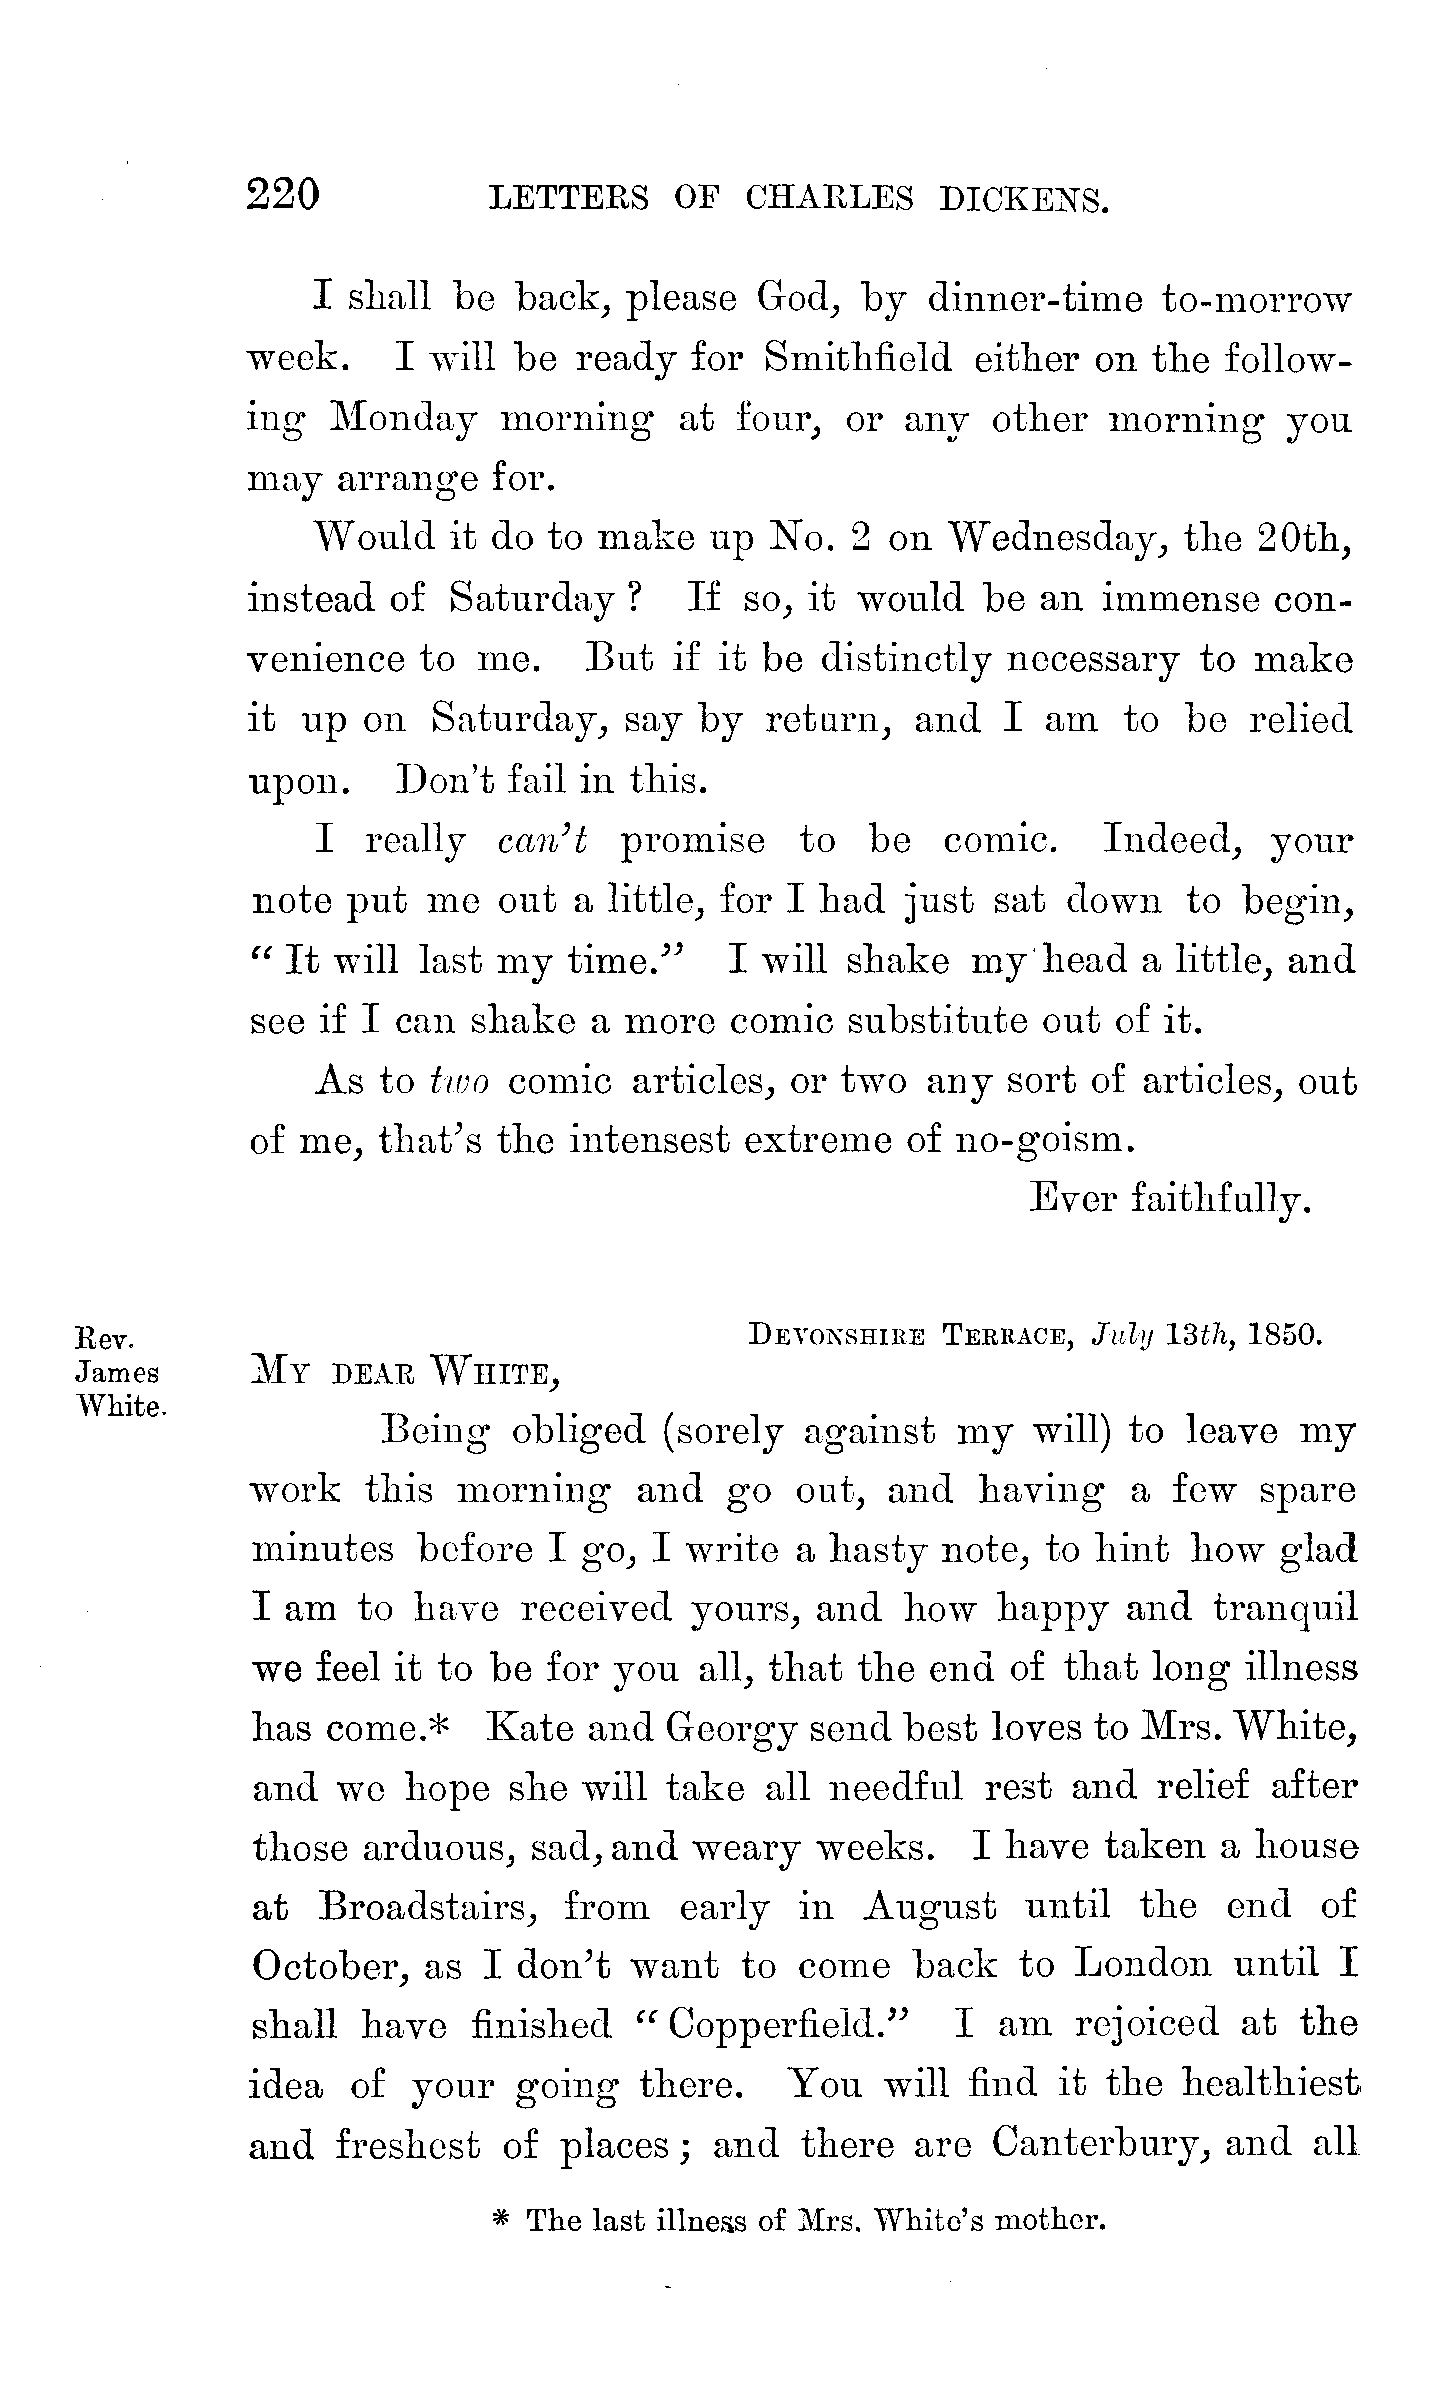 220 LETTERS OF CHARLES DICKENS.
I shall be back, please God, by dinner-time to-morrow
week. I will be ready for Smithfield either on the follow-
ing Monday morning at four, or any other morning you
may arrange for.
Would it do to make up No. 2 on Wednesday, the 20th,
instead of Saturday? If so, it would be an immense con-
venience to me. But if it be distinctly necessary to make
it up on Saturday, say by return, and I am to be relied
upon. Don't fail in this.
I really can't promise to be comic. Indeed, your
note put me out a little, for I had just sat down to begin,
“It will last my time.” I will shake my head a little, and
see if I can shake a more comic substitute out of it.
As to two comic articles, or two any sort of articles, out
of me, that's the intensest extreme of no-goism.
Ever faithfully.
Rev.
James
White.
DEVONSHIRE TERRACE, July 13th, 1850.
MY DEAR WHITE,
Being obliged (sorely against my will) to leave my
work this morning and go out, and having a few spare
minutes before I go, I write a hasty note, to hint how glad
I am to have received yours, and how happy and tranquil
we feel it to be for you all, that the end of that long illness
has come.* Kate and Georgy send best loves to Mrs. White,
and we hope she will take all needful rest and relief after
those arduous, sad, and weary weeks. I have taken a house
at Broadstairs, from early in August until the end of
October, as I don't want to come back to London until I
shall have finished “Copperfield.” I am rejoiced at the
idea of your going there. You will find it the healthiest
and freshest of places; and there are Canterbury, and all
* The last illness of Mrs. White's mother.